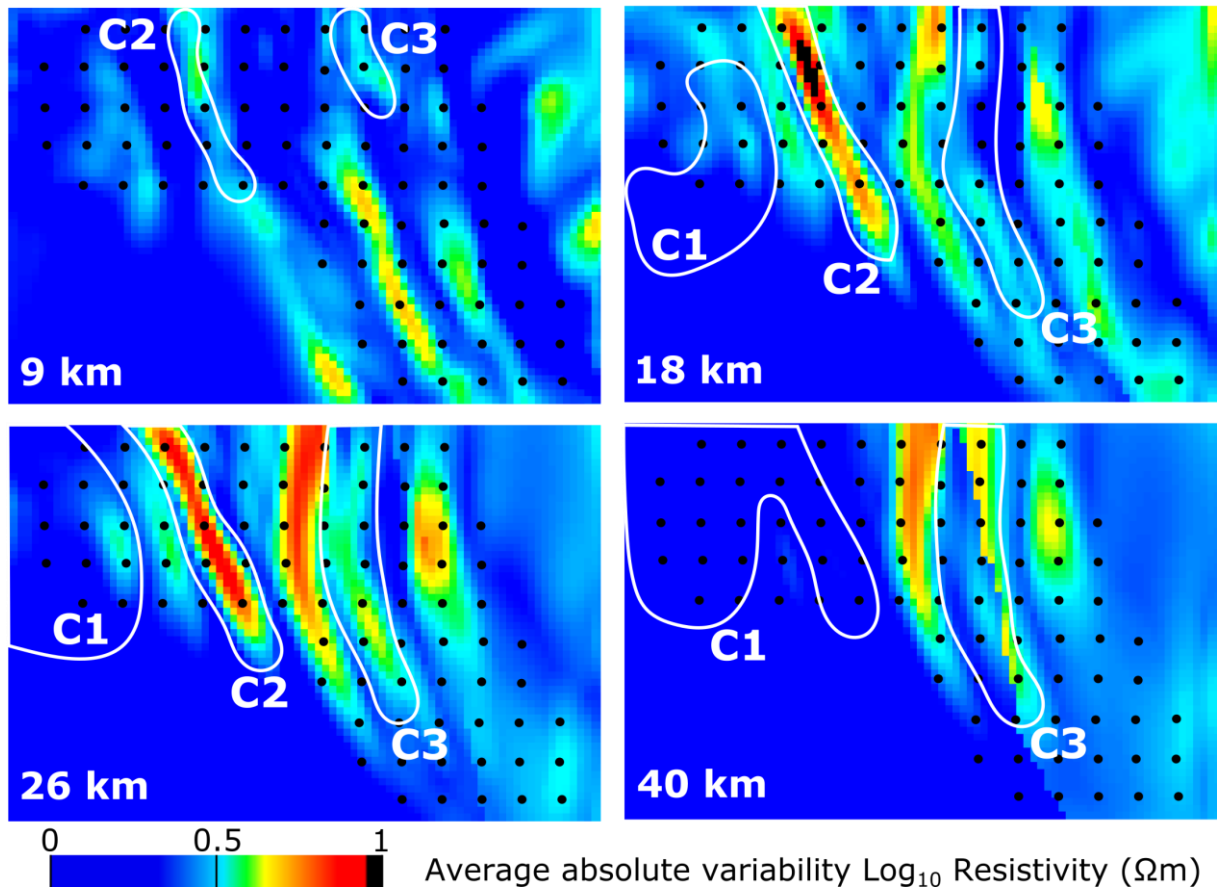 C2
C3
9 km
C1
C2
C3
18 km
C1
C2
C3
26 km
C1
C3
40 km
0 0.5 1
Average absolute variability Log₁₀ Resistivity (Ωm)